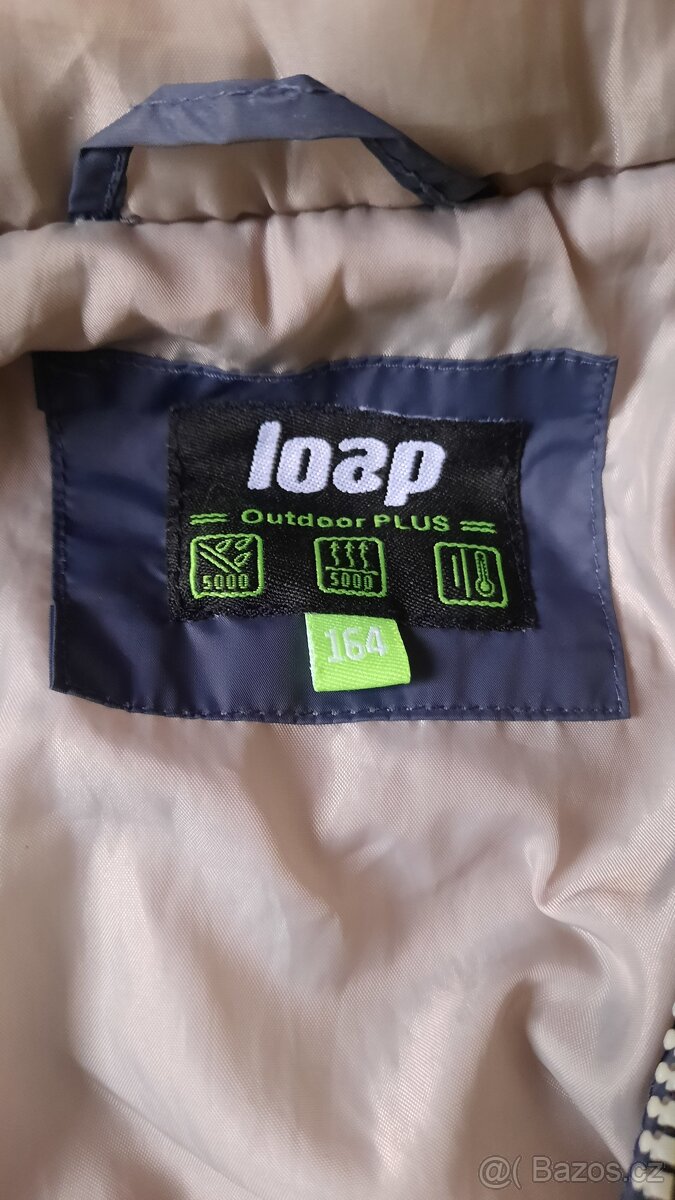 loap
Outdoor PLUS
5000 5000
164
@( Bazos.cz